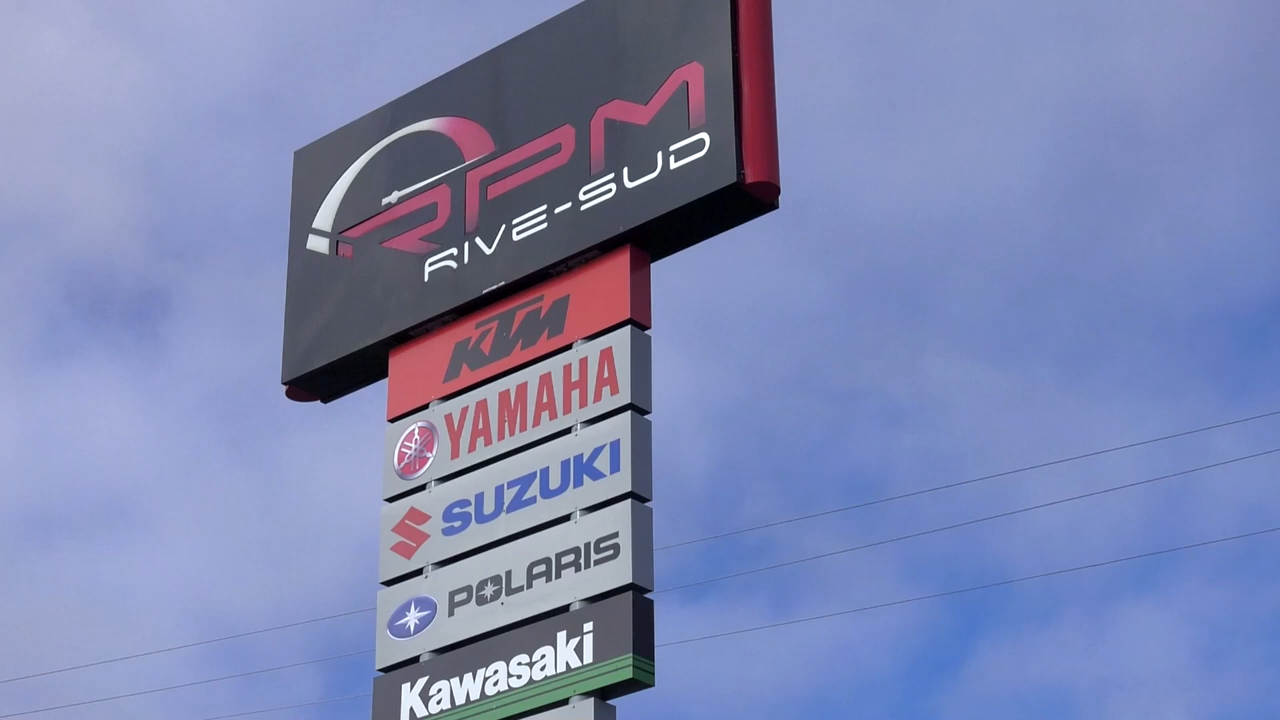 RPM
RIVE-SUD
KTM
YAMAHA
SUZUKI
POLARIS
Kawasaki